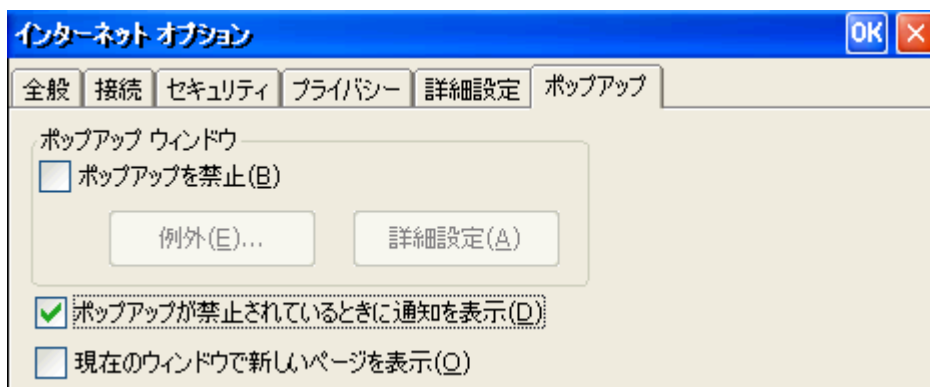 インターネット オプション OK
全般 接続 セキュリティ プライバシー 詳細設定 ポップアップ
ポップアップ ウィンドウ
ポップアップを禁止(B)
例外(E)... 詳細設定(A)
ポップアップが禁止されているときに通知を表示(D)
現在のウィンドウで新しいページを表示(O)